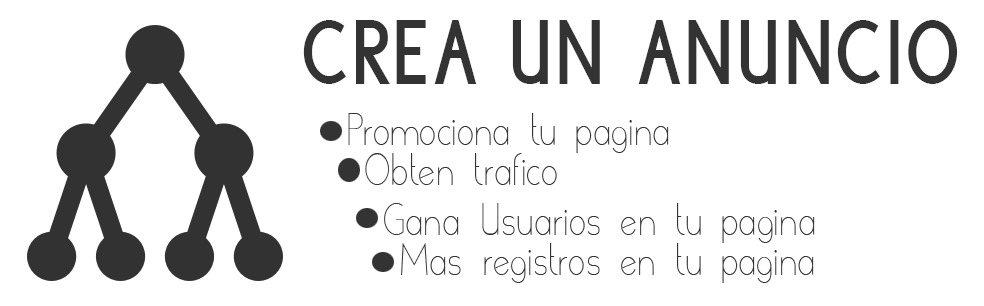 CREA UN ANUNCIO
Promociona tu pagina
Obten trafico
Gana Usuarios en tu pagina
Mas registros en tu pagina